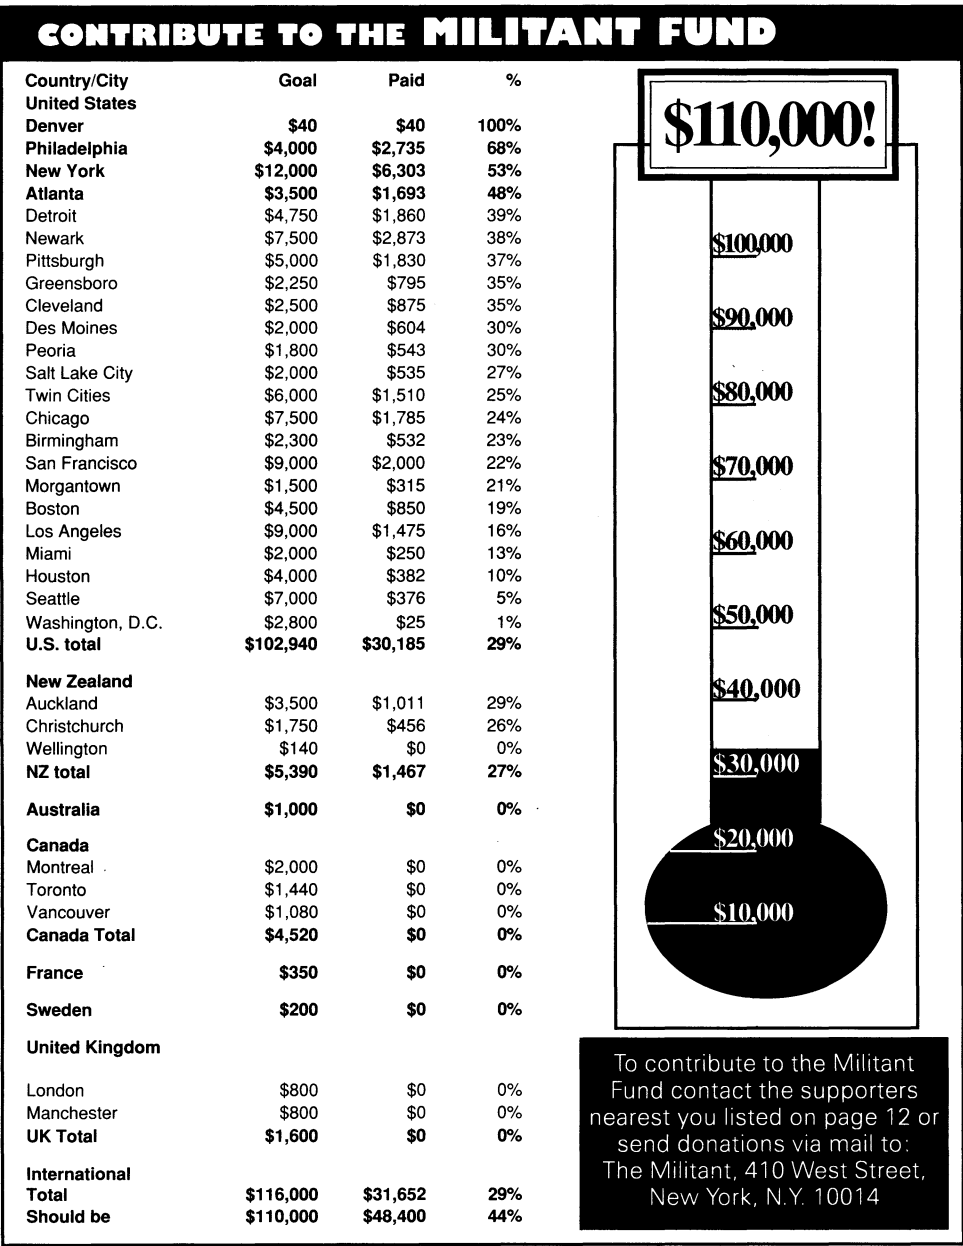 CONTRIBUTE TO THE MILITANT FUND
Country/City Goal Paid %
United States
Denver $40 $40 100%
Philadelphia $4,000 $2,735 68%
New York $12,000 $6,303 53%
Atlanta $3,500 $1,693 48%
Detroit $4,750 $1,860 39%
Newark $7,500 $2,873 38%
Pittsburgh $5,000 $1,830 37%
Greensboro $2,250 $795 35%
Cleveland $2,500 $875 35%
Des Moines $2,000 $604 30%
Peoria $1,800 $543 30%
Salt Lake City $2,000 $535 27%
Twin Cities $6,000 $1,510 25%
Chicago $7,500 $1,785 24%
Birmingham $2,300 $532 23%
San Francisco $9,000 $2,000 22%
Morgantown $1,500 $315 21%
Boston $4,500 $850 19%
Los Angeles $9,000 $1,475 16%
Miami $2,000 $250 13%
Houston $4,000 $382 10%
Seattle $7,000 $376 5%
Washington, D.C. $2,800 $25 1%
U.S. total $102,940 $30,185 29%
New Zealand
Auckland $3,500 $1,011 29%
Christchurch $1,750 $456 26%
Wellington $140 $0 0%
NZ total $5,390 $1,467 27%
Australia $1,000 $0 0%
Canada
Montreal $2,000 $0 0%
Toronto $1,440 $0 0%
Vancouver $1,080 $0 0%
Canada Total $4,520 $0 0%
France $350 $0 0%
Sweden $200 $0 0%
United Kingdom
London $800 $0 0%
Manchester $800 $0 0%
UK Total $1,600 $0 0%
International
Total $116,000 $31,652 29%
Should be $110,000 $48,400 44%
$110,000!
$100,000
$90,000
$80,000
$70,000
$60,000
$50,000
$40,000
$30,000
$20,000
$10,000
To contribute to the Militant
Fund contact the supporters
nearest you listed on page 12 or
send donations via mail to:
The Militant, 410 West Street,
New York, N.Y. 10014